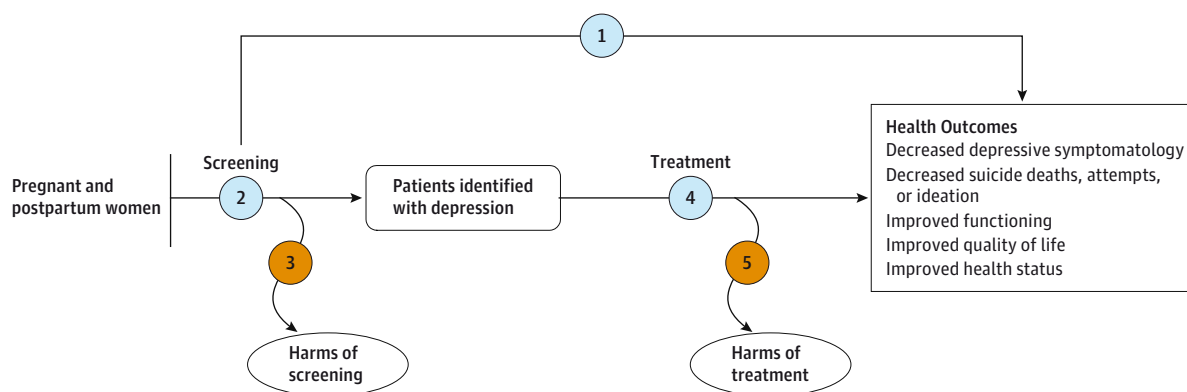 1
Health Outcomes
Decreased depressive symptomatology
Decreased suicide deaths, attempts,
or ideation
Improved functioning
Improved quality of life
Improved health status
Pregnant and
postpartum women
Screening
2
Patients identified
with depression
Treatment
4
3
5
Harms of
screening
Harms of
treatment